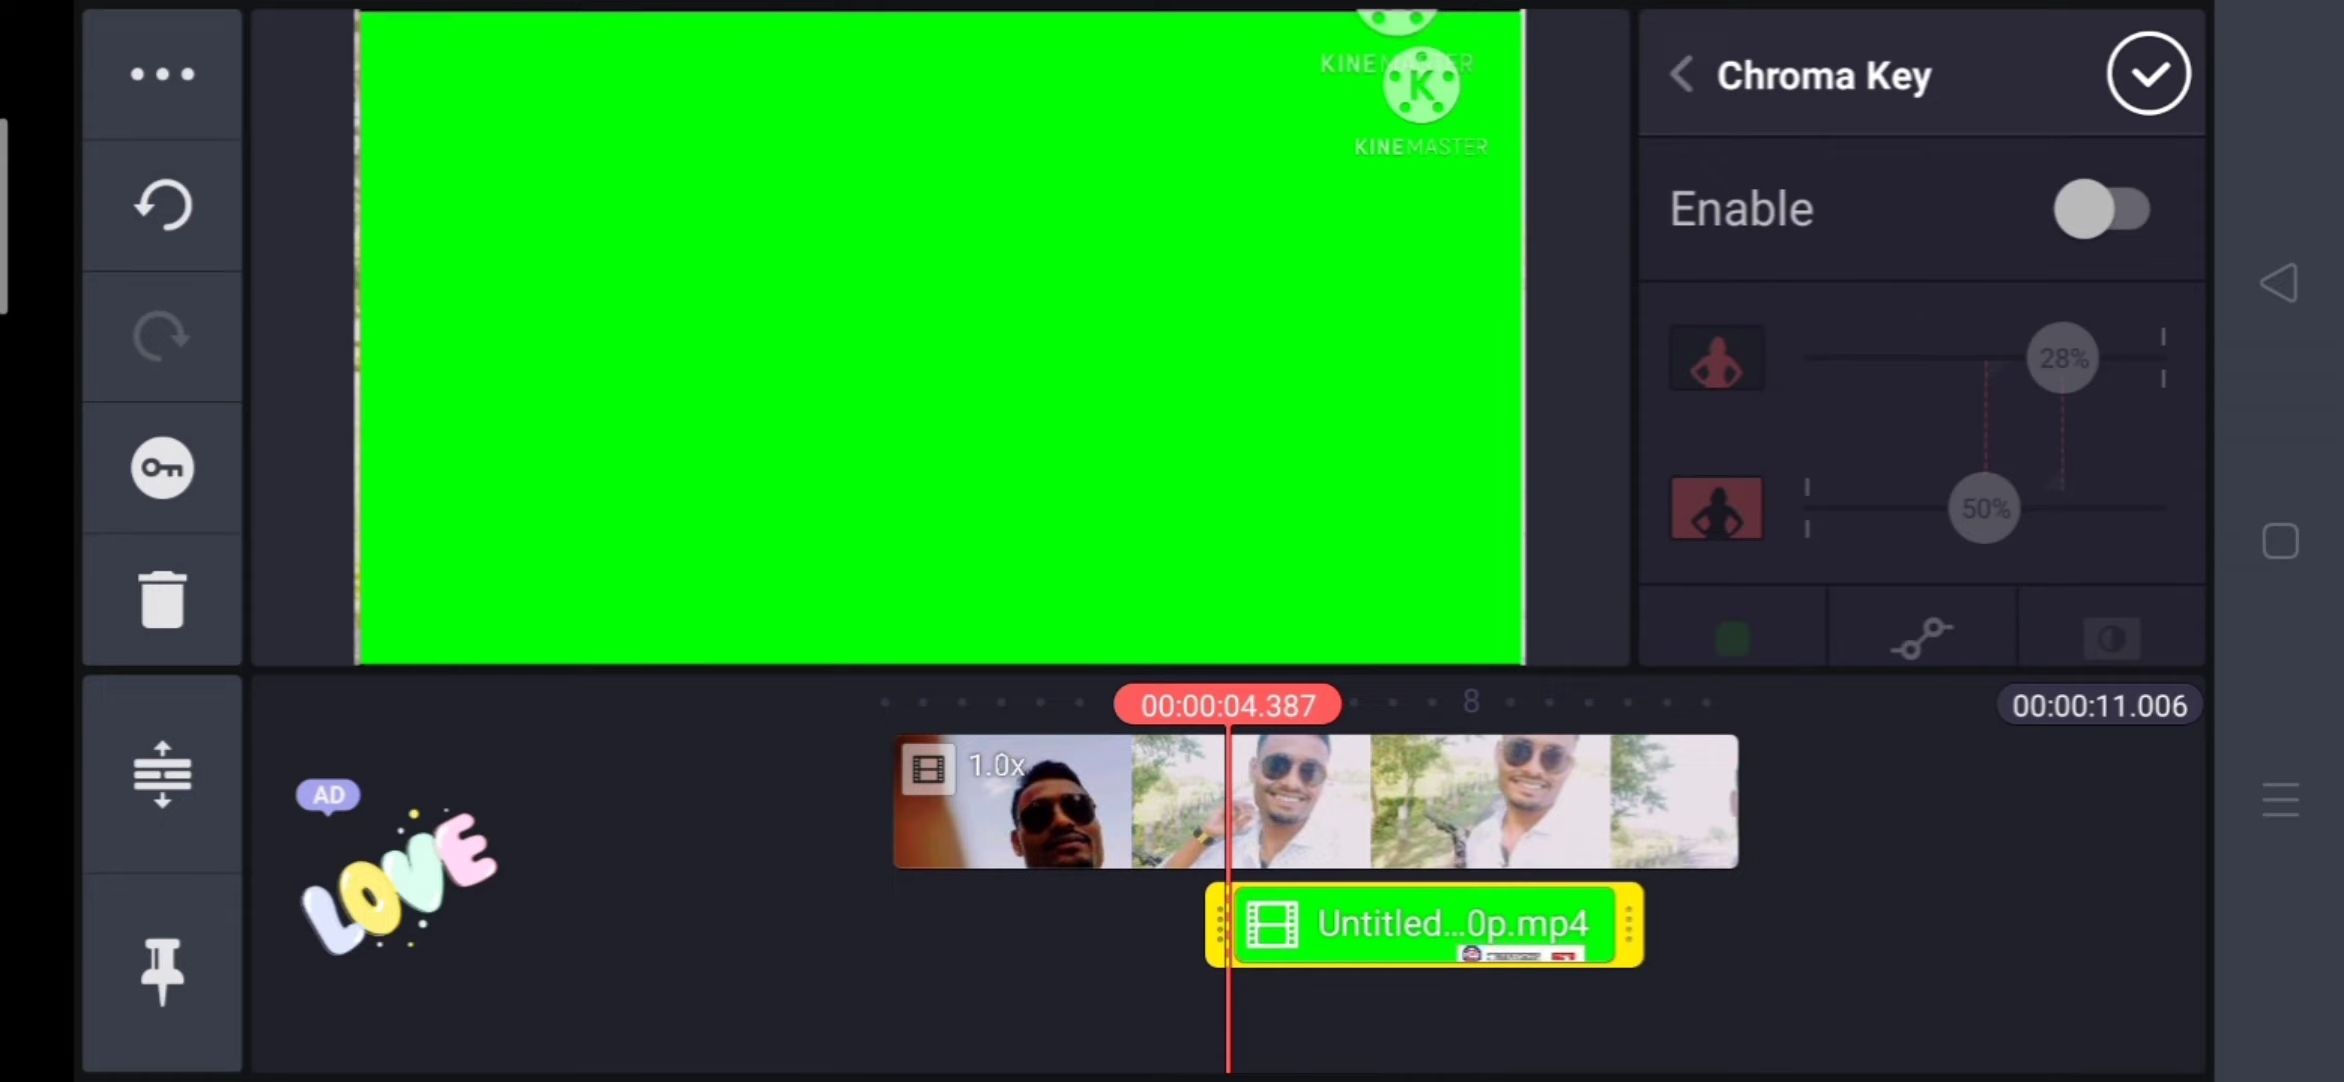 KINEMASTER
K
KINEMASTER
Chroma Key
Enable
28%
50%
00:00:04.387
8
00:00:11.006
1.0x
AD
LOVE
Untitled...0p.mp4